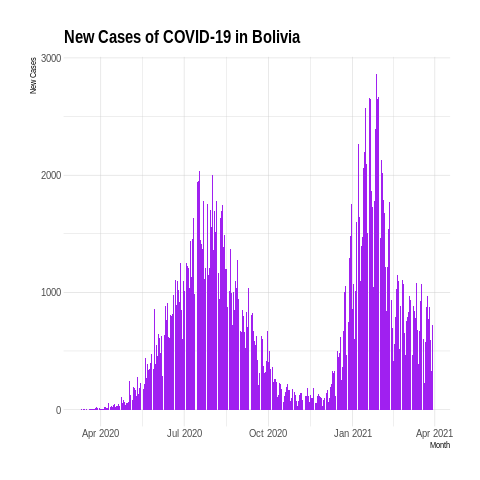 New Cases of COVID-19 in Bolivia
New Cases
3000
2000
1000
0
Apr 2020
Jul 2020
Oct 2020
Jan 2021
Apr 2021
Month